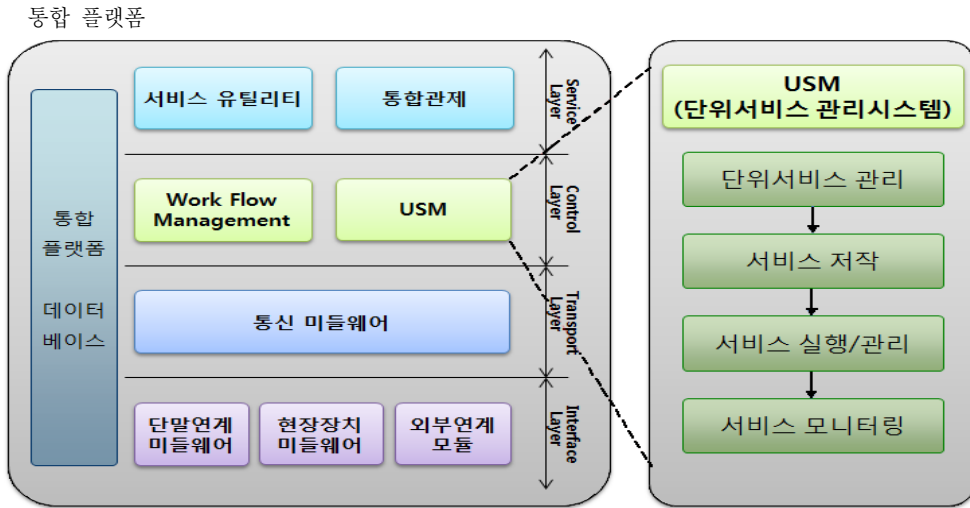 통합 플랫폼
통합
플랫폼
데이터
베이스
서비스 유틸리티
통합관제
Service
Layer
Work Flow
Management
USM
Control
Layer
통신 미들웨어
Transport
Layer
단말연계
미들웨어
현장장치
미들웨어
외부연계
모듈
Interface
Layer
USM
(단위서비스 관리시스템)
단위서비스 관리
서비스 저작
서비스 실행/관리
서비스 모니터링